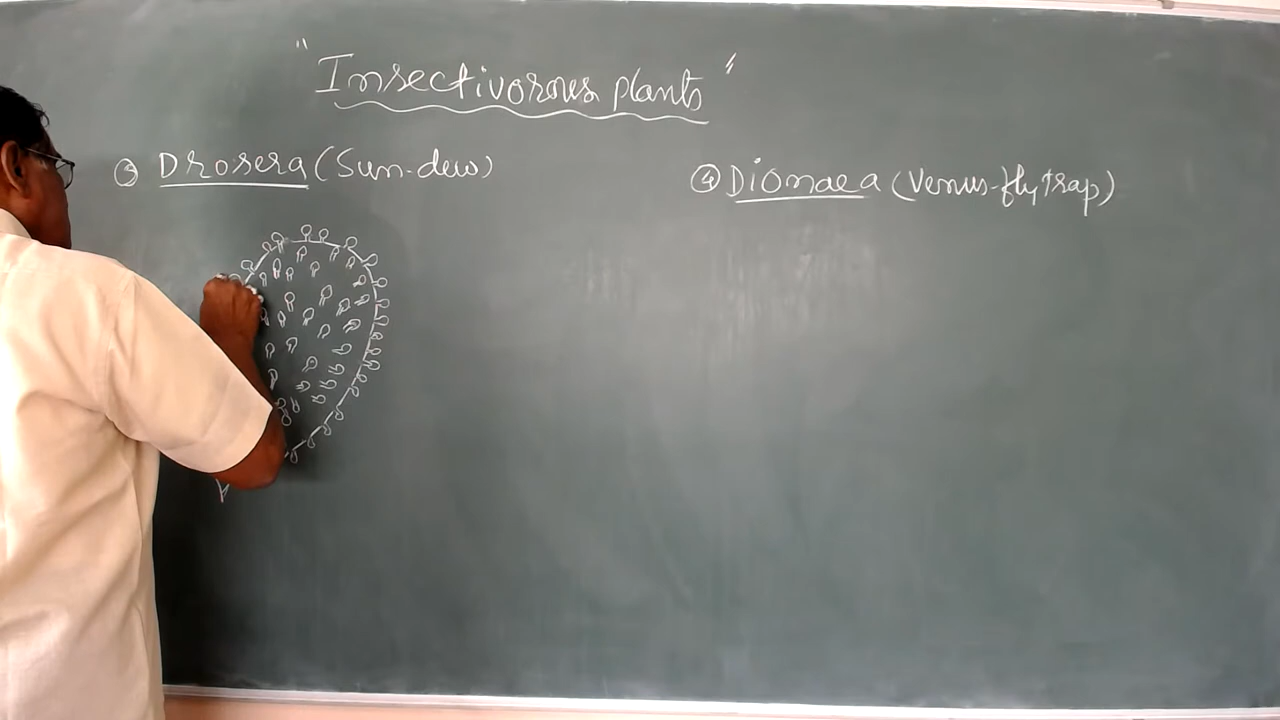 "Insectivorous plants"
③ Drosera (Sun-dew)
④ Dionaea (Venus-fly trap)